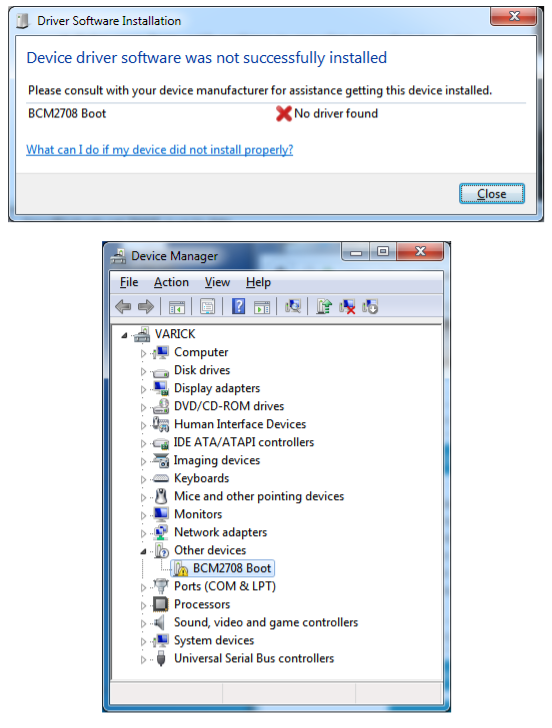 Driver Software Installation
Device driver software was not successfully installed
Please consult with your device manufacturer for assistance getting this device installed.
BCM2708 Boot No driver found
What can I do if my device did not install properly?
Close
Device Manager
File Action View Help
VARICK
Computer
Disk drives
Display adapters
DVD/CD-ROM drives
Human Interface Devices
IDE ATA/ATAPI controllers
Imaging devices
Keyboards
Mice and other pointing devices
Monitors
Network adapters
Other devices
BCM2708 Boot
Ports (COM & LPT)
Processors
Sound, video and game controllers
System devices
Universal Serial Bus controllers